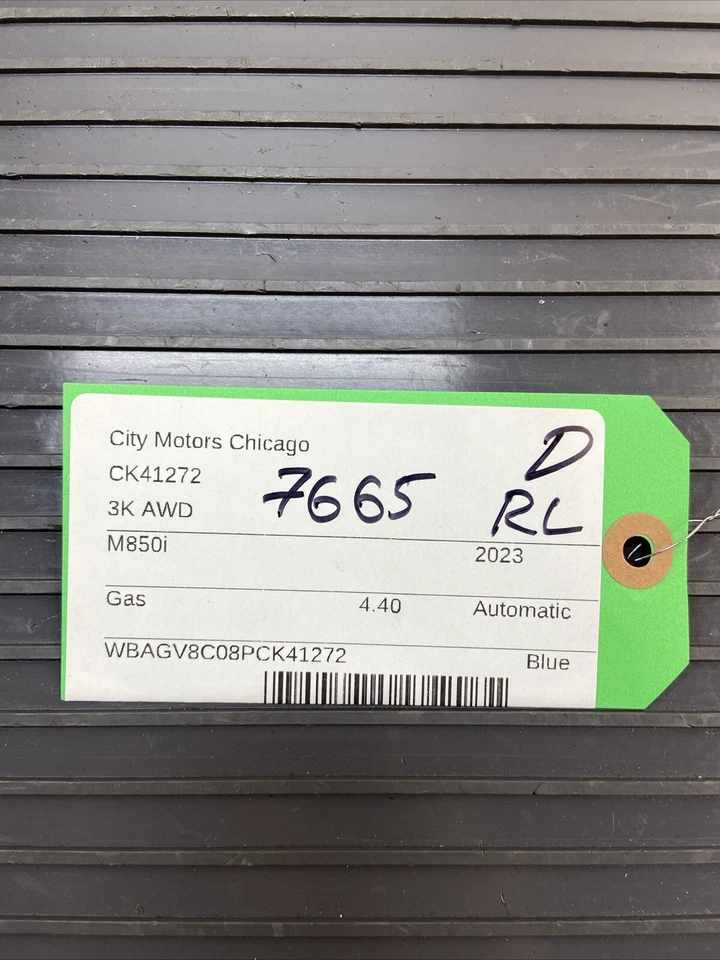 City Motors Chicago
CK41272
3K AWD
7665
D
RL
M850i 2023
Gas 4.40 Automatic
WBAGV8C08PCK41272 Blue